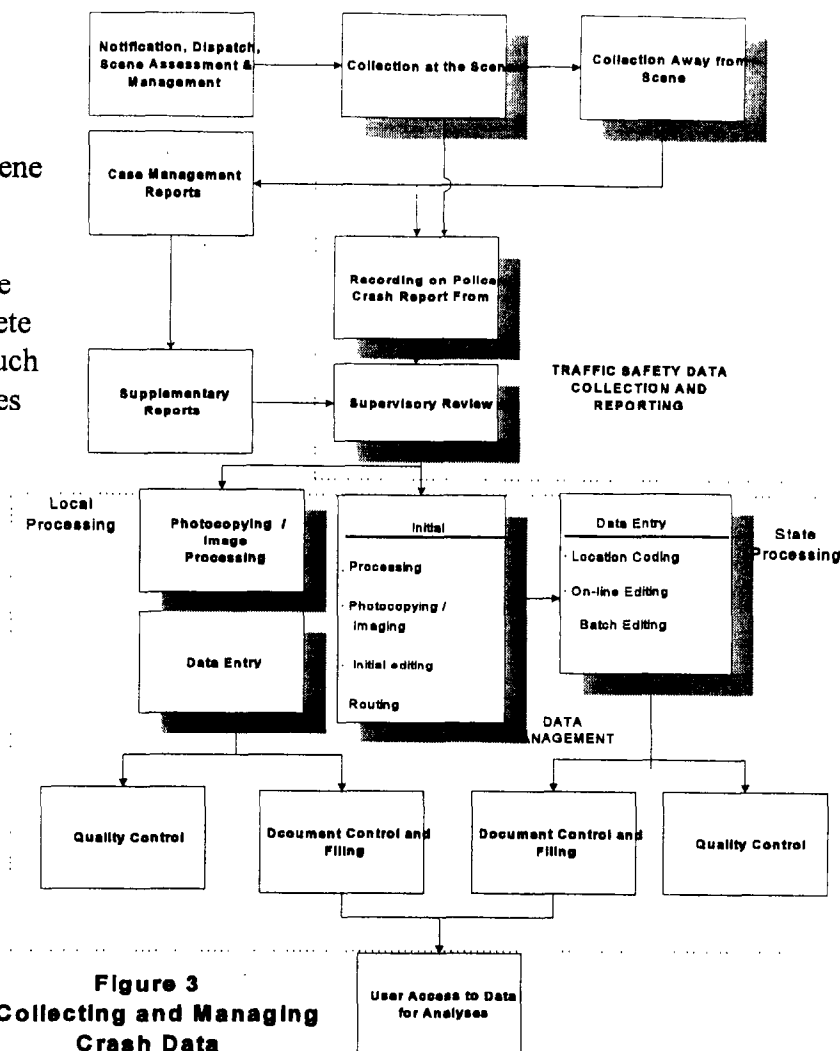 Notification, Dispatch,
Scene Assessment &
Management
Collection at the Scene
Collection Away from
Scene
ene
Case Management
Reports
e
ete
uch
es
Recording on Police
Crash Report From
Supplementary
Reports
Supervisory Review
TRAFFIC SAFETY DATA
COLLECTION AND
REPORTING
Local
Processing
Photocopying /
Image
Processing
Data Entry
Initial
Processing
Photocopying /
Imaging
Initial editing
Routing
Data Entry
Location Coding
On-line Editing
Batch Editing
State
Processing
DATA
NAGEMENT
Quality Control
Dcoument Control and
Filing
Document Control and
Filing
Quality Control
User Access to Data
for Analyses
Figure 3
Collecting and Managing
Crash Data